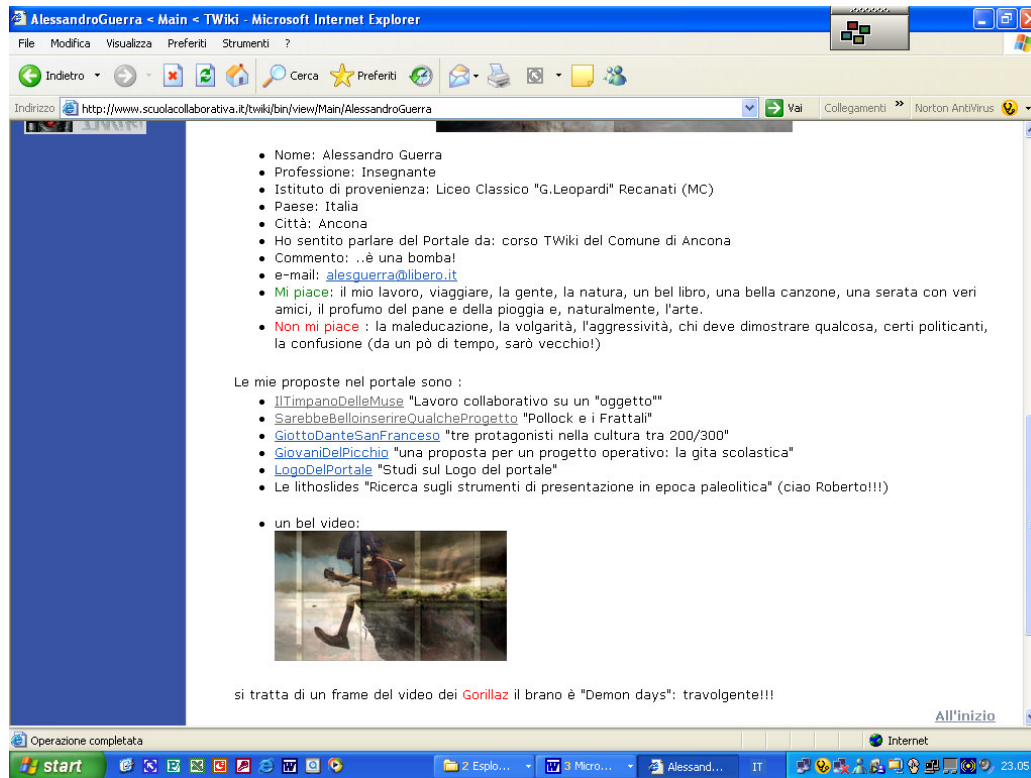 AlessandroGuerra < Main < TWiki - Microsoft Internet Explorer
File Modifica Visualizza Preferiti Strumenti ?
Indietro Cerca Preferiti
Indirizzo http://www.scuolacollaborativa.it/twiki/bin/view/Main/AlessandroGuerra Vai Collegamenti » Norton AntiVirus
• Nome: Alessandro Guerra
• Professione: Insegnante
• Istituto di provenienza: Liceo Classico "G.Leopardi" Recanati (MC)
• Paese: Italia
• Città: Ancona
• Ho sentito parlare del Portale da: corso TWiki del Comune di Ancona
• Commento: ..è una bomba!
• e-mail: alesguerra@libero.it
• Mi piace: il mio lavoro, viaggiare, la gente, la natura, un bel libro, una bella canzone, una serata con veri
amici, il profumo del pane e della pioggia e, naturalmente, l'arte.
• Non mi piace : la maleducazione, la volgarità, l'aggressività, chi deve dimostrare qualcosa, certi politicanti,
la confusione (da un pò di tempo, sarò vecchio!)
Le mie proposte nel portale sono :
• IlTimpanoDelleMuse "Lavoro collaborativo su un "oggetto""
• SarebbeBelloinserireQualcheProgetto "Pollock e i Frattali"
• GiottoDanteSanFranceso "tre protagonisti nella cultura tra 200/300"
• GiovaniDelPicchio "una proposta per un progetto operativo: la gita scolastica"
• LogoDelPortale "Studi sul Logo del portale"
• Le lithoslides "Ricerca sugli strumenti di presentazione in epoca paleolitica" (ciao Roberto!!!)
• un bel video:
si tratta di un frame del video dei Gorillaz il brano è "Demon days": travolgente!!!
All'inizio
Operazione completata Internet
start 2 Esplo... 3 Micro... Alessand... IT 23.05